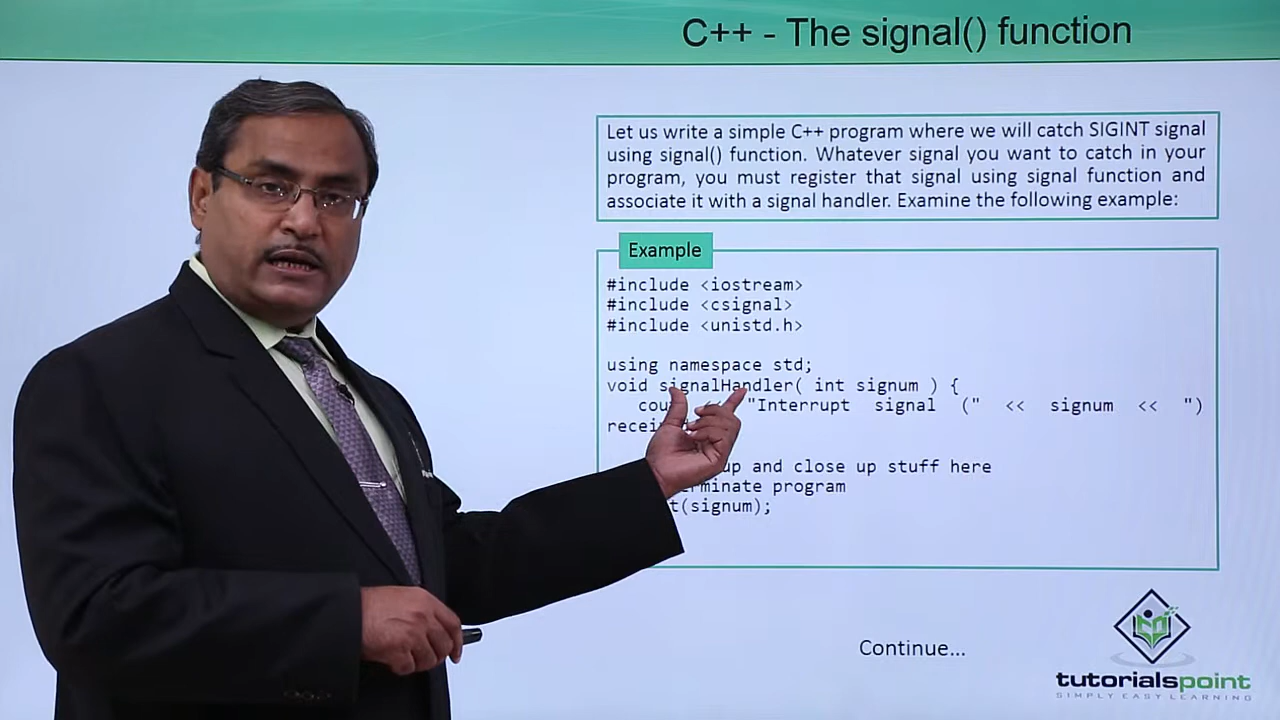 C++ - The signal() function
Let us write a simple C++ program where we will catch SIGINT signal
using signal() function. Whatever signal you want to catch in your
program, you must register that signal using signal function and
associate it with a signal handler. Examine the following example:
Example
#include <iostream>
#include <csignal>
#include <unistd.h>
using namespace std;
void signalHandler( int signum ) {
"Interrupt signal (" << signum << ")
up and close up stuff here
program
(signum);
Continue...
tutorialspoint
SIMPLY EASY LEARNING